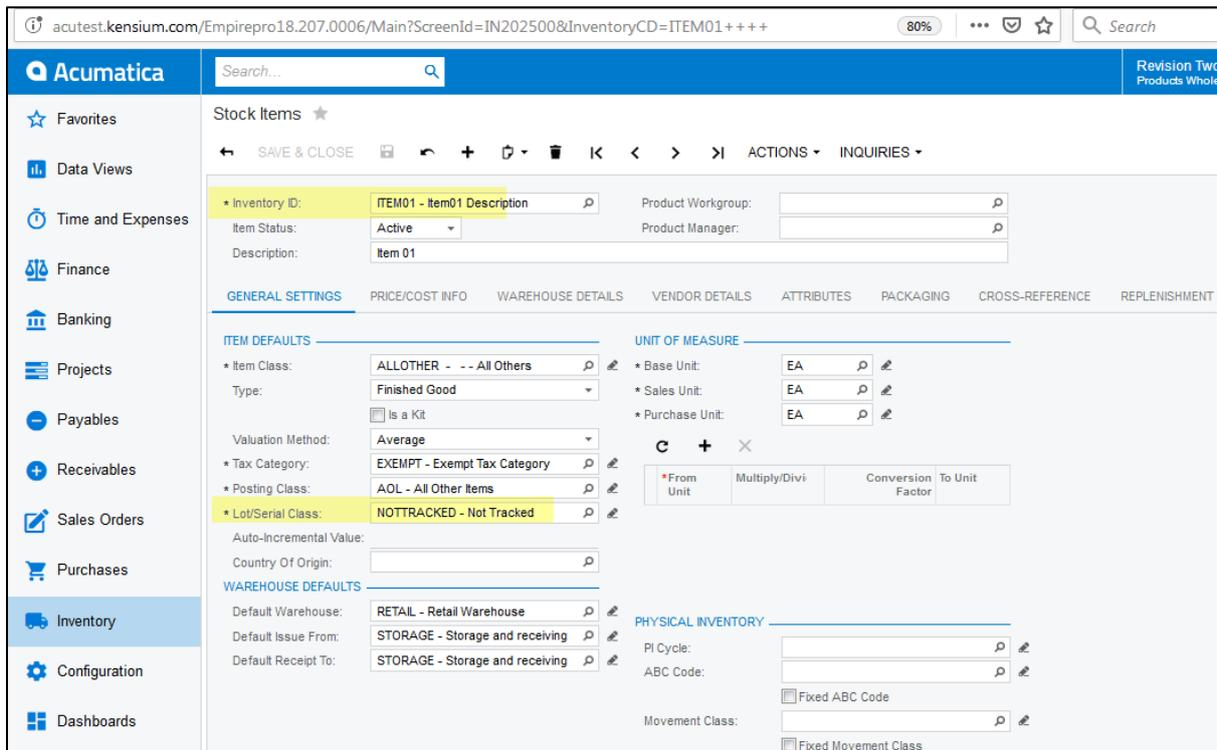 acutest.kensium.com/Empirepro18.207.0006/Main?ScreenId=IN202500&InventoryCD=ITEM01++++
80%
Search
Acumatica
Search...
Revision Two
Products Whole
Favorites
Data Views
Time and Expenses
Finance
Banking
Projects
Payables
Receivables
Sales Orders
Purchases
Inventory
Configuration
Dashboards
Stock Items
SAVE & CLOSE ACTIONS INQUIRIES
* Inventory ID: ITEM01 - Item01 Description Product Workgroup:
Item Status: Active Product Manager:
Description: Item 01
GENERAL SETTINGS PRICE/COST INFO WAREHOUSE DETAILS VENDOR DETAILS ATTRIBUTES PACKAGING CROSS-REFERENCE REPLENISHMENT
ITEM DEFAULTS
* Item Class: ALLOTHER - - - All Others
Type: Finished Good
Is a Kit
Valuation Method: Average
* Tax Category: EXEMPT - Exempt Tax Category
* Posting Class: AOL - All Other Items
* Lot/Serial Class: NOTTRACKED - Not Tracked
Auto-Incremental Value:
Country Of Origin:
WAREHOUSE DEFAULTS
Default Warehouse: RETAIL - Retail Warehouse
Default Issue From: STORAGE - Storage and receiving
Default Receipt To: STORAGE - Storage and receiving
UNIT OF MEASURE
* Base Unit: EA
* Sales Unit: EA
* Purchase Unit: EA
*From Unit Multiply/Divi Conversion Factor To Unit
PHYSICAL INVENTORY
PI Cycle:
ABC Code:
Fixed ABC Code
Movement Class:
Fixed Movement Class